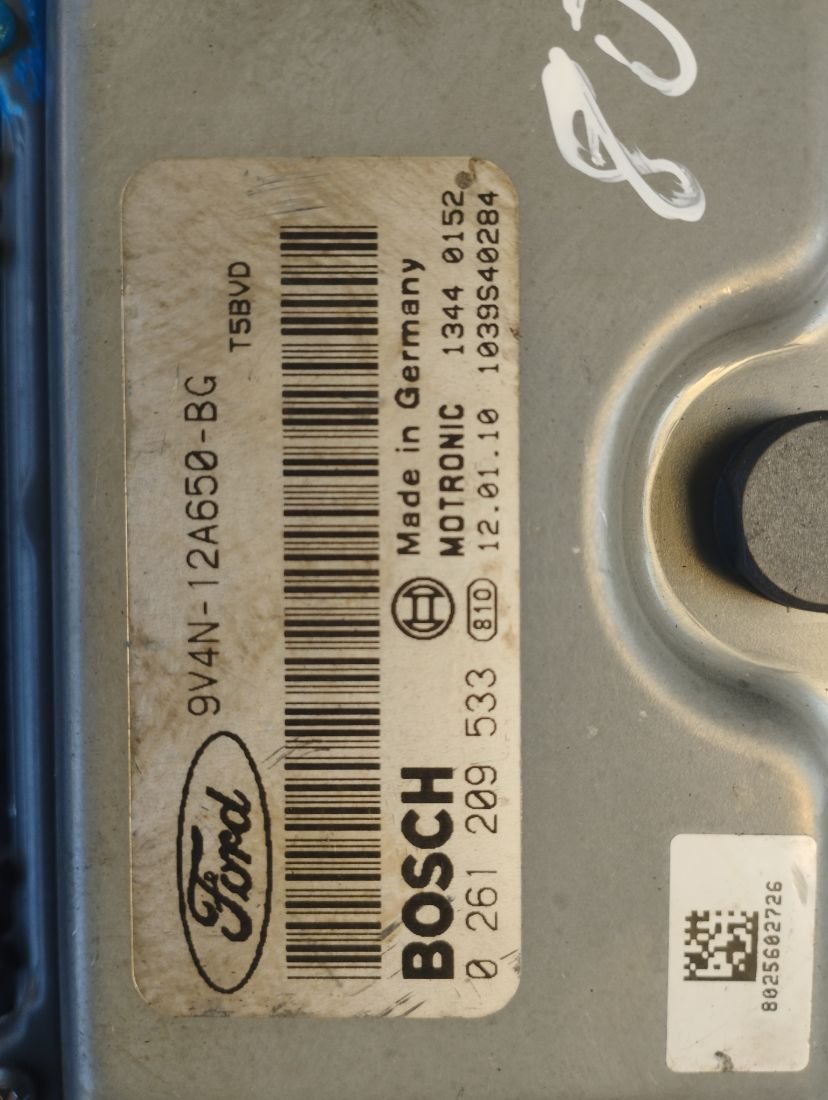 Ford
9V4N-12A650-BG
T5BVD
BOSCH
Made in Germany
MOTRONIC
1344 0152
0 261 209 533
810
12.01.10
1039S40284
8025602726